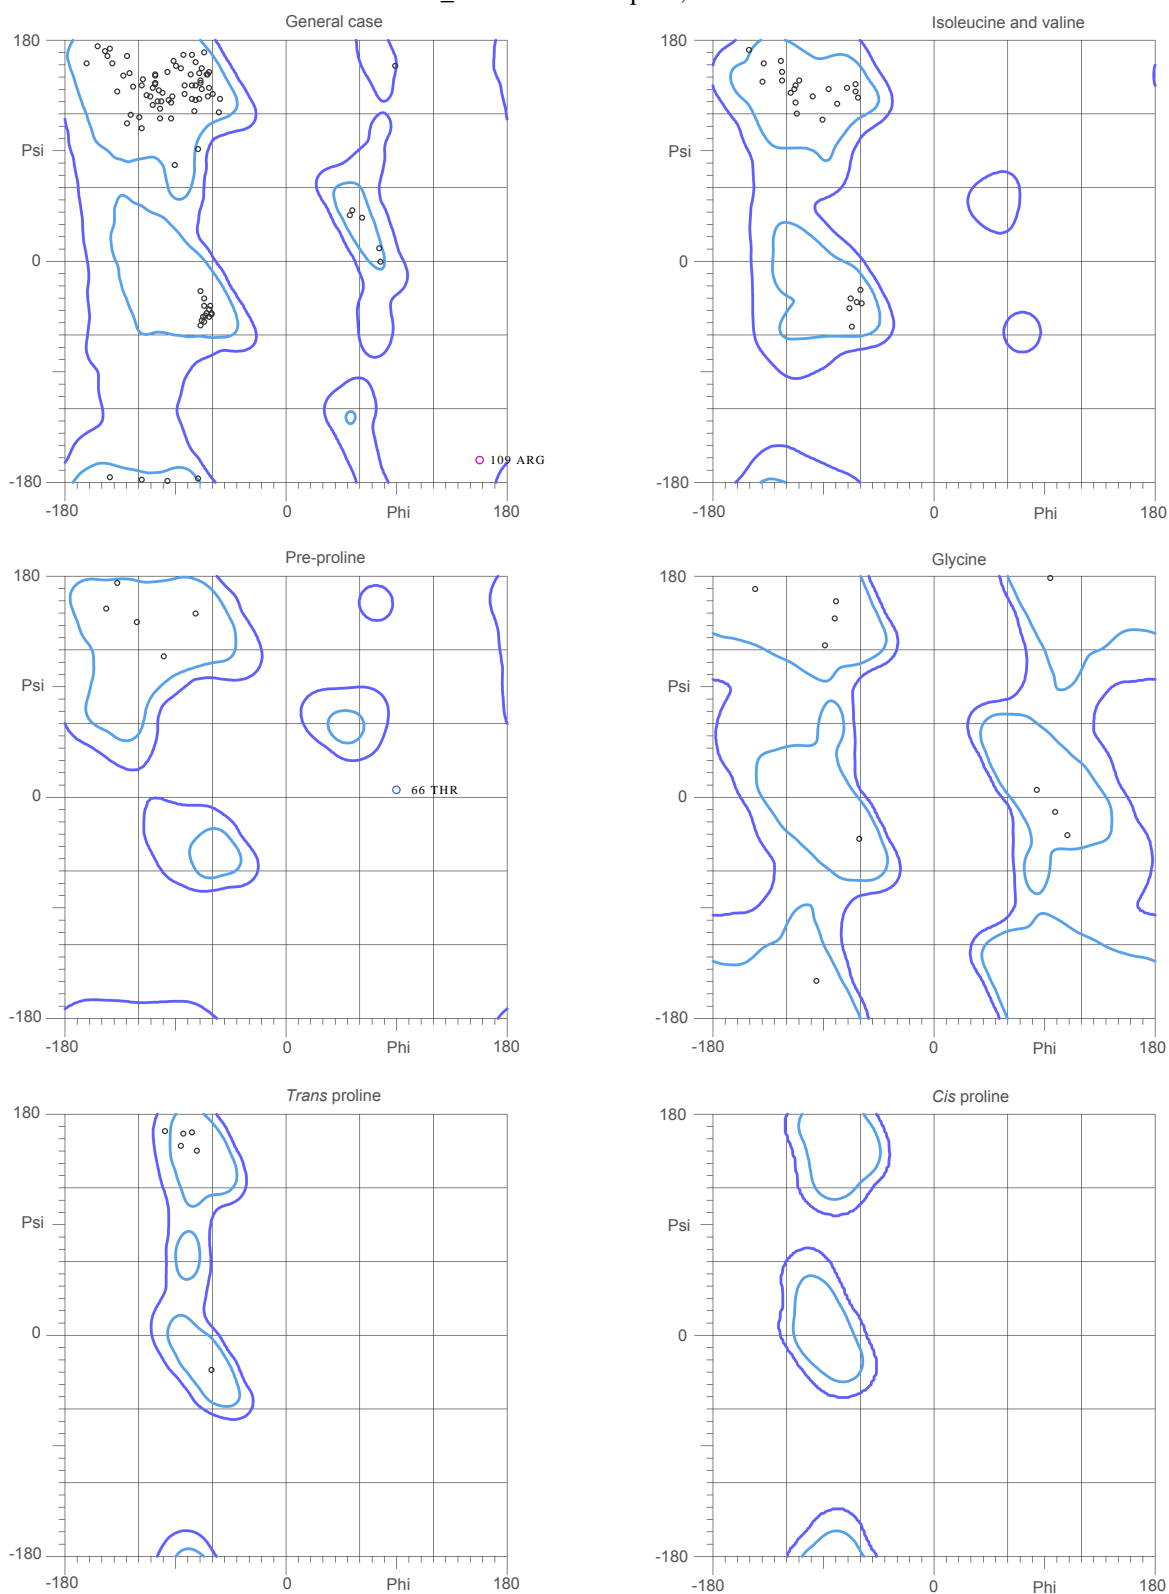 General case
Isoleucine and valine
180
180
Psi
Psi
0
0
109 ARG
-180
-180
-180
0
Phi
180
-180
0
Phi
180
Pre-proline
Glycine
180
180
Psi
Psi
66 THR
0
0
-180
-180
-180
0
Phi
180
-180
0
Phi
180
Trans proline
Cis proline
180
180
Psi
Psi
0
0
-180
-180
-180
0
Phi
180
-180
0
Phi
180